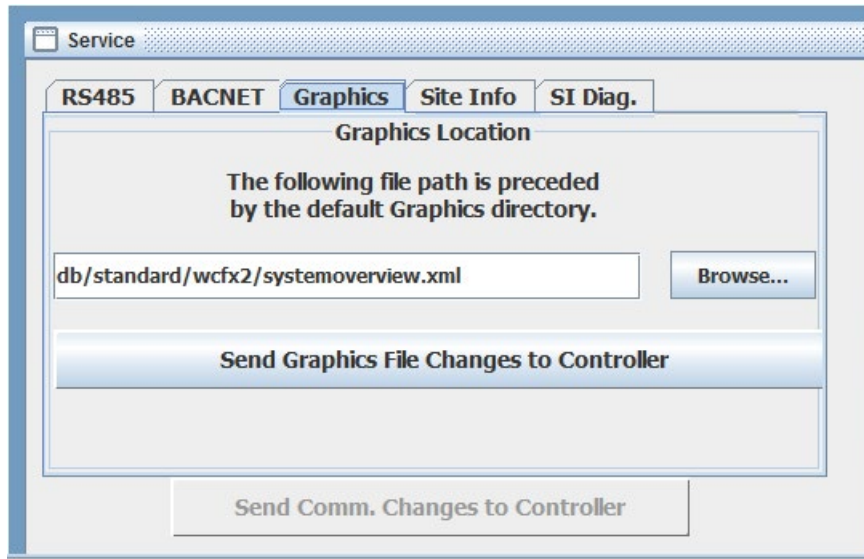 Service
RS485 BACNET Graphics Site Info SI Diag.
Graphics Location
The following file path is preceded
by the default Graphics directory.
db/standard/wcfx2/systemoverview.xml Browse...
Send Graphics File Changes to Controller
Send Comm. Changes to Controller